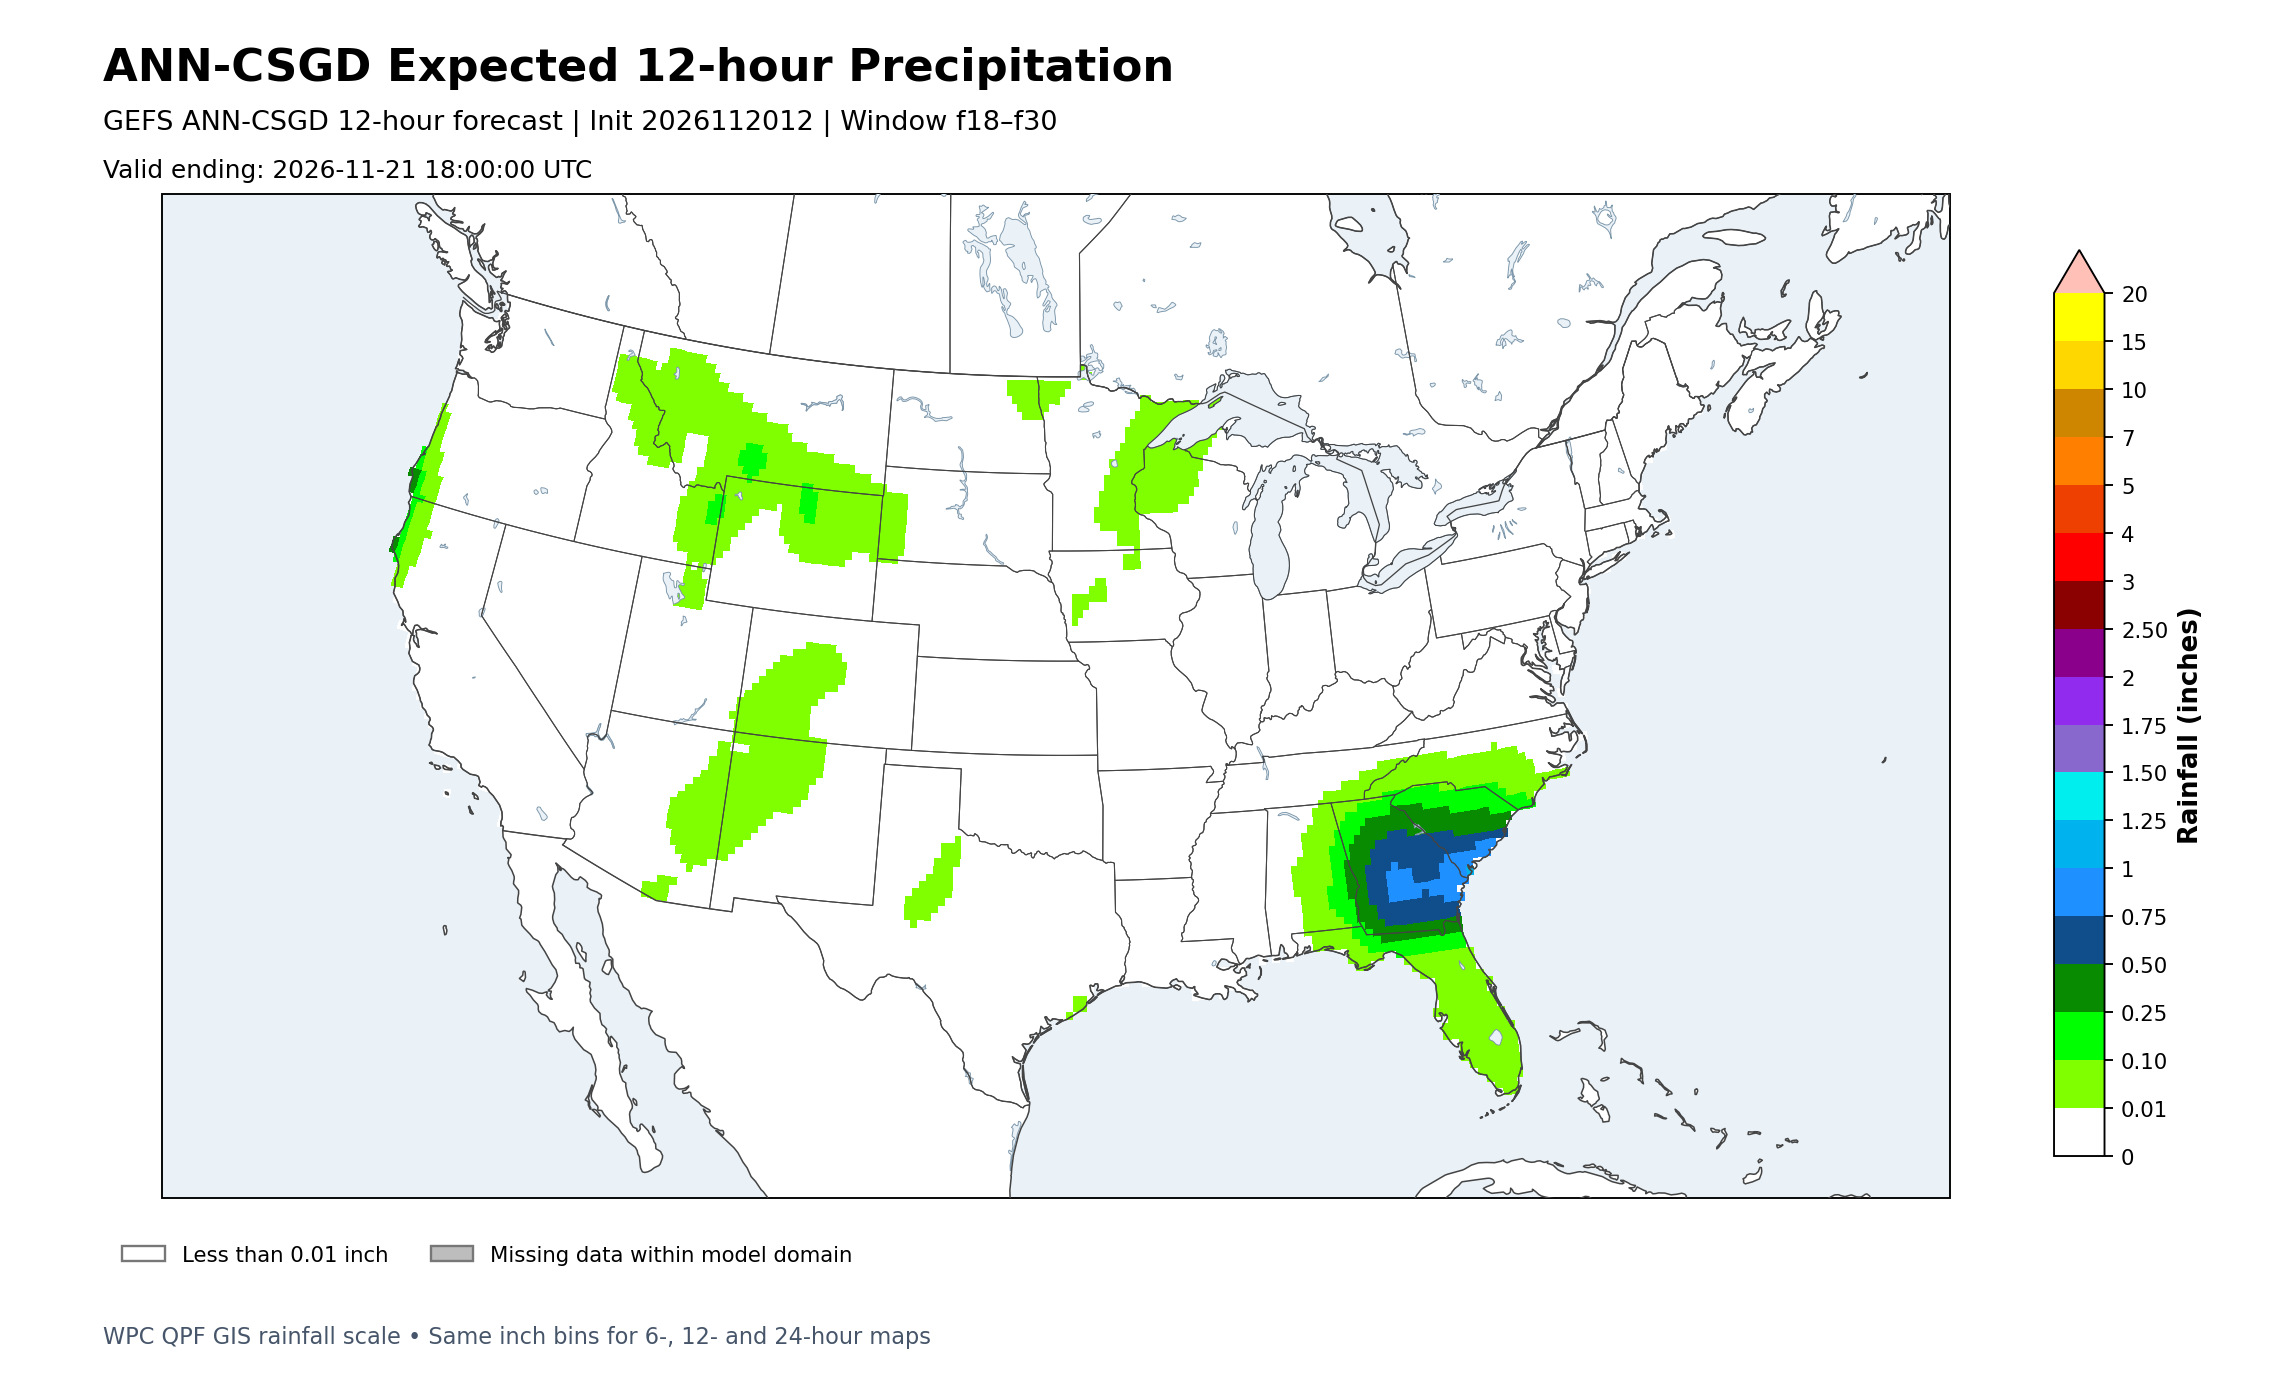 ANN-CSGD Expected 12-hour Precipitation
GEFS ANN-CSGD 12-hour forecast | Init 2026112012 | Window f18–f30
Valid ending: 2026-11-21 18:00:00 UTC
20
15
10
7
5
4
3
2.50
2
1.75
1.50
1.25
1
0.75
0.50
0.25
0.10
0.01
0
Rainfall (inches)
Less than 0.01 inch
Missing data within model domain
WPC QPF GIS rainfall scale • Same inch bins for 6-, 12- and 24-hour maps